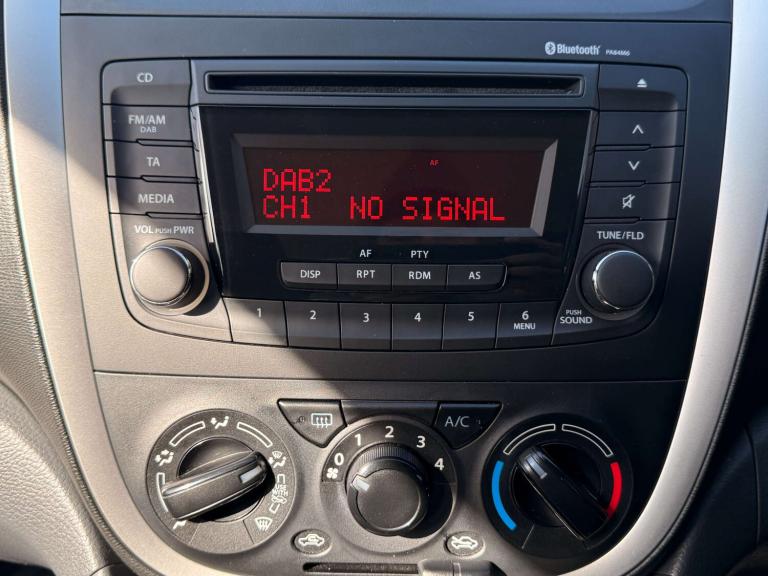 Bluetooth PA84M6
CD
FM/AM
DAB
TA
MEDIA
VOL PUSH PWR
AF
DAB2
CH1 NO SIGNAL
AF PTY
DISP RPT RDM AS
1 2 3 4 5 6
MENU
TUNE/FLD
PUSH
SOUND
A/C
0 1 2 3 4